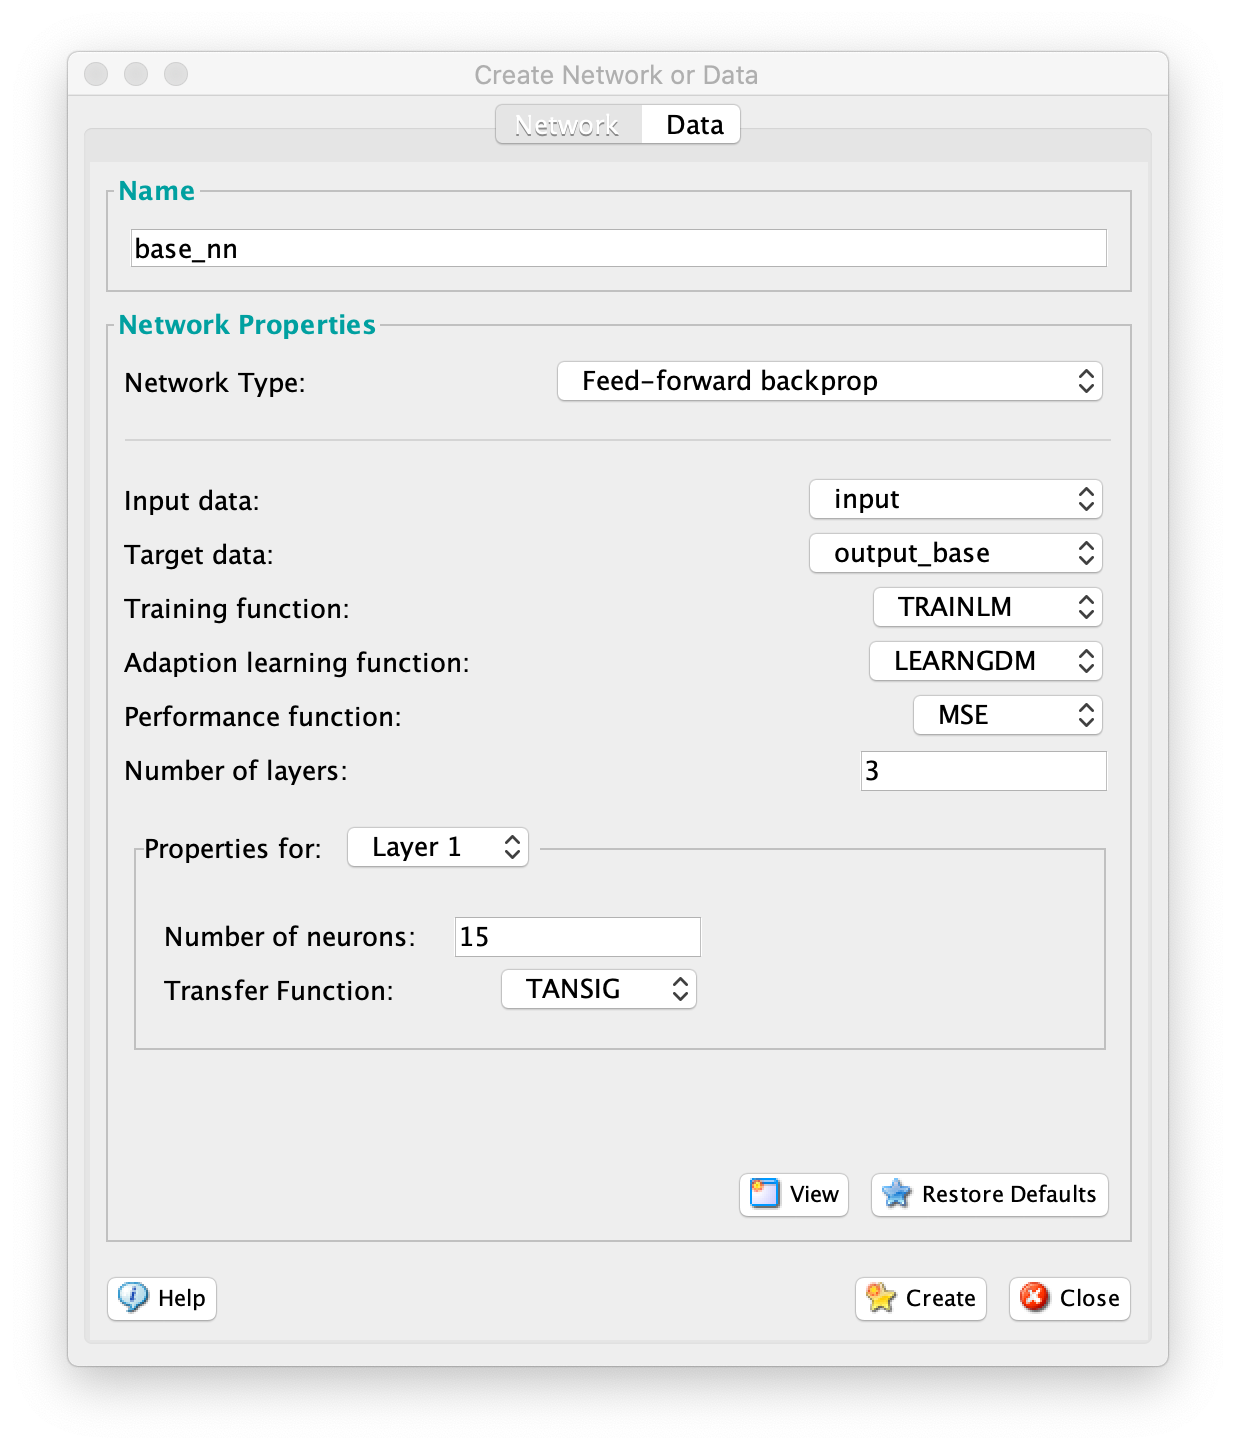 Create Network or Data
Network Data
Name
base_nn
Network Properties
Network Type: Feed-forward backprop
Input data: input
Target data: output_base
Training function: TRAINLM
Adaption learning function: LEARNGDM
Performance function: MSE
Number of layers: 3
Properties for: Layer 1
Number of neurons: 15
Transfer Function: TANSIG
View Restore Defaults
Help Create Close